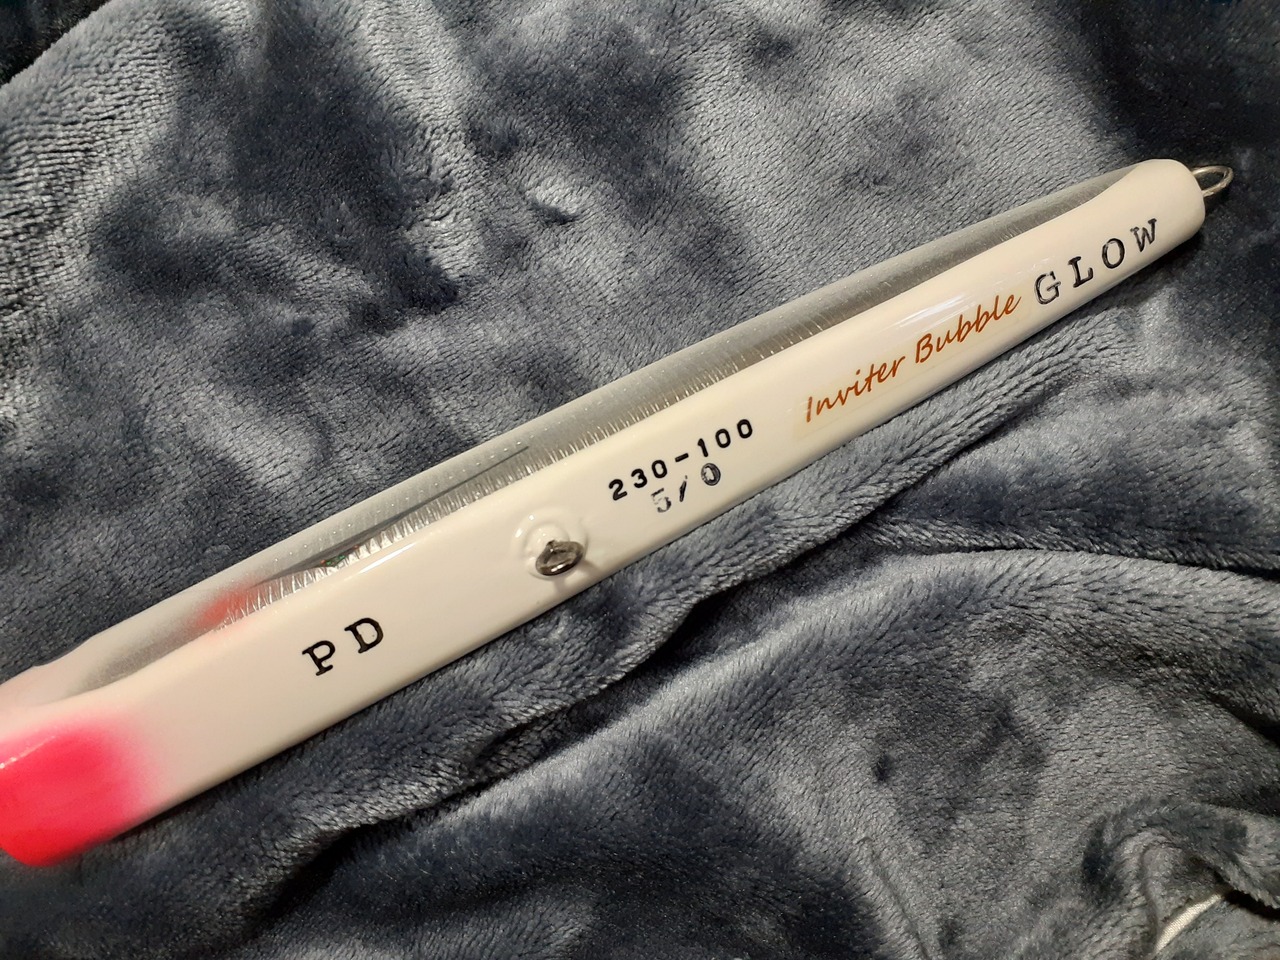 PD
230-100
5/0
Inviter Bubble
GLOW